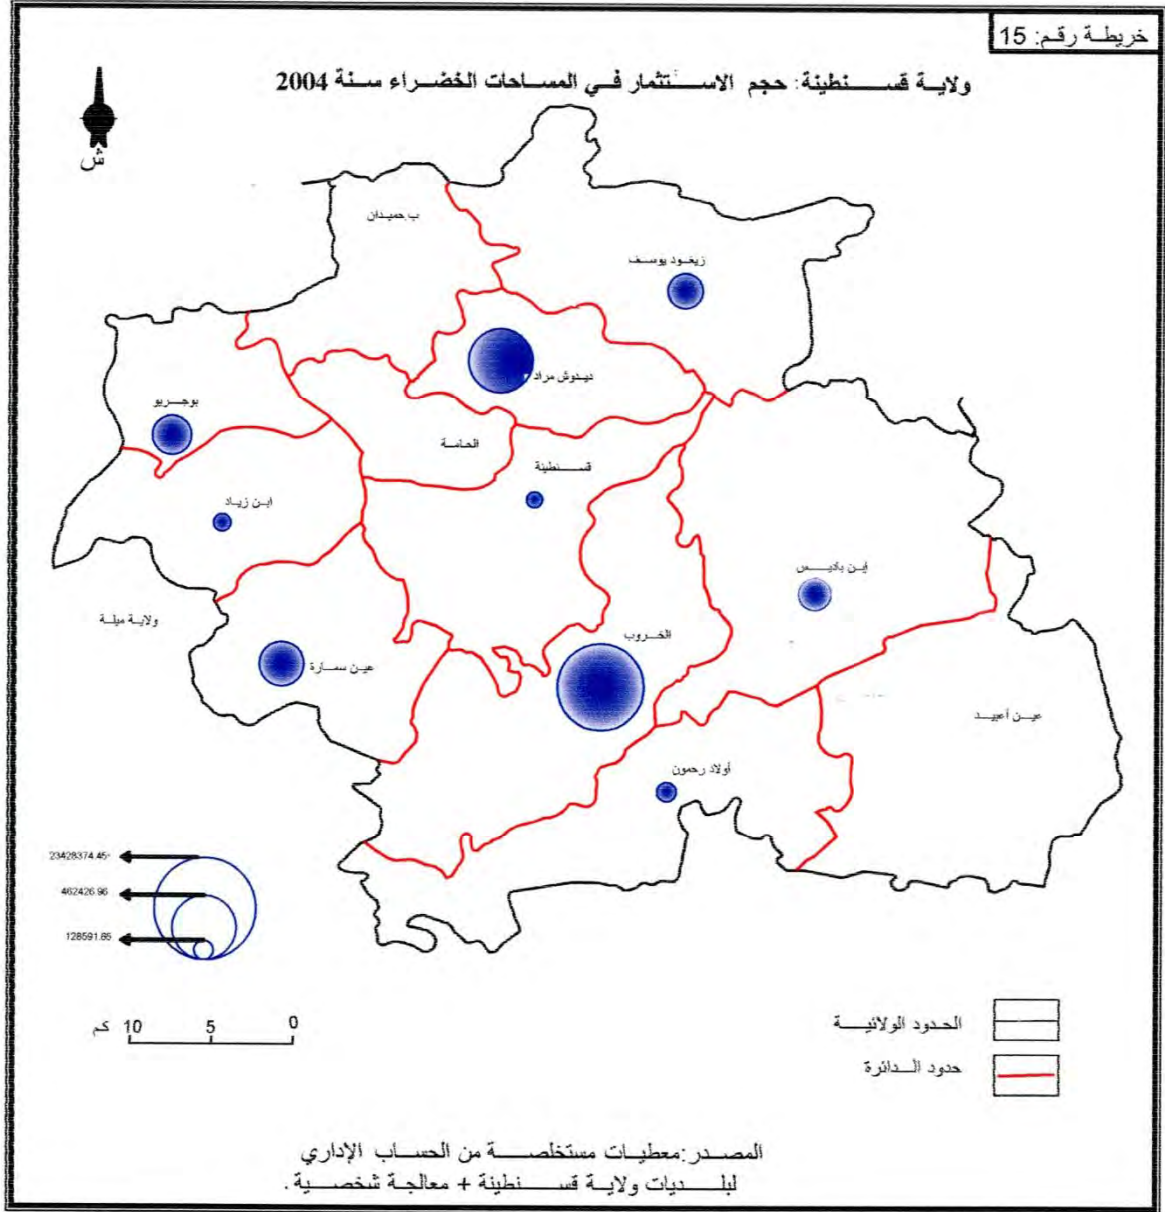 خريطة رقم: 15
ولاية قسنطينة: حجم الاستثمار في المساحات الخضراء سنة 2004
ش
ب حميدان
زيغود يوسف
ديدوش مراد
بوجريو
الحامة
قسنطينة
ابن زياد
ابن باديس
ولاية ميلة
الخروب
عين سمارة
عين أعبيد
أولاد رحمون
23428374.45
462426.96
128591.65
كم 10 5 0
الحدود الولائية
حدود الدائرة
المصدر:معطيات مستخلصة من الحساب الإداري
لبلديات ولاية قسنطينة + معالجة شخصية .